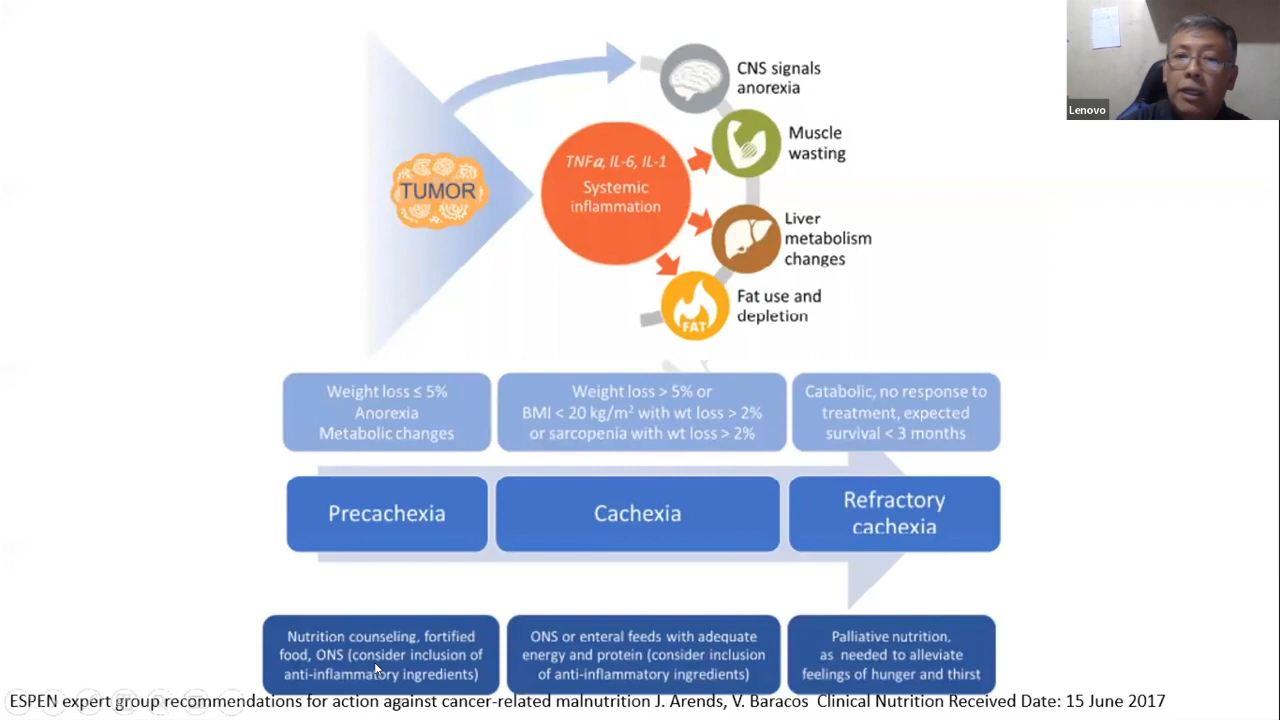 CNS signals
anorexia
Muscle
wasting
TNFα, IL-6, IL-1
Systemic
inflammation
TUMOR
Liver
metabolism
changes
Fat use and
depletion
FAT
Lenovo
Weight loss ≤ 5%
Anorexia
Metabolic changes
Weight loss > 5% or
BMI < 20 kg/m² with wt loss > 2%
or sarcopenia with wt loss > 2%
Catabolic, no response to
treatment, expected
survival < 3 months
Precachexia
Cachexia
Refractory
cachexia
Nutrition counseling, fortified
food, ONS (consider inclusion of
anti-inflammatory ingredients)
ONS or enteral feeds with adequate
energy and protein (consider inclusion
of anti-inflammatory ingredients)
Palliative nutrition,
as needed to alleviate
feelings of hunger and thirst
ESPEN expert group recommendations for action against cancer-related malnutrition J. Arends, V. Baracos Clinical Nutrition Received Date: 15 June 2017